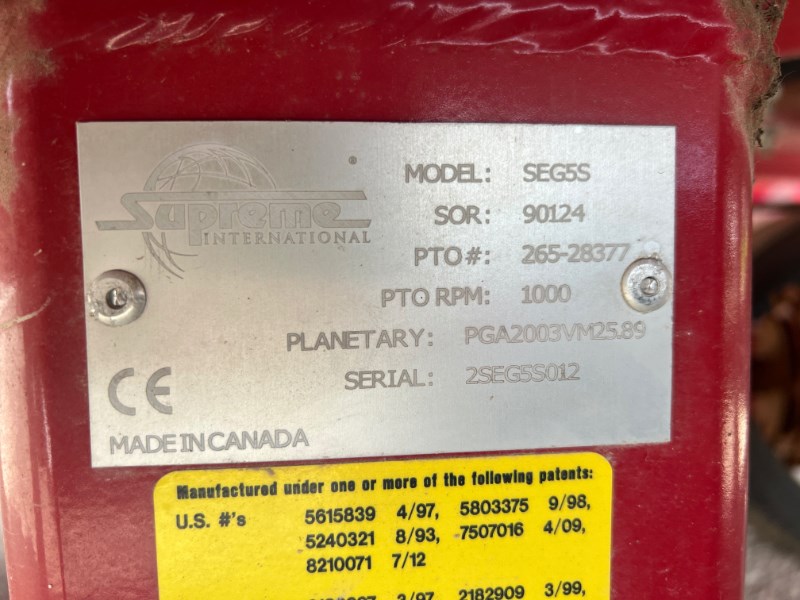 Supreme
INTERNATIONAL
MODEL: SEG5S
SOR: 90124
PTO#: 265-28377
PTO RPM: 1000
PLANETARY: PGA2003VM25.89
SERIAL: 2SEG5S012
CE
MADE IN CANADA
Manufactured under one or more of the following patents:
U.S. #'s 5615839 4/97, 5803375 9/98,
5240321 8/93, 7507016 4/09,
8210071 7/12
3/97, 2182909 3/99,